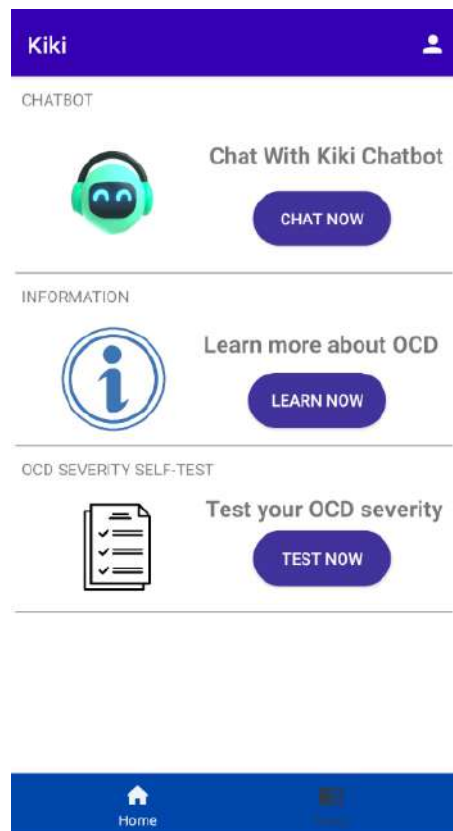 Kiki
CHATBOT
Chat With Kiki Chatbot
CHAT NOW
INFORMATION
Learn more about OCD
LEARN NOW
OCD SEVERITY SELF-TEST
Test your OCD severity
TEST NOW
Home